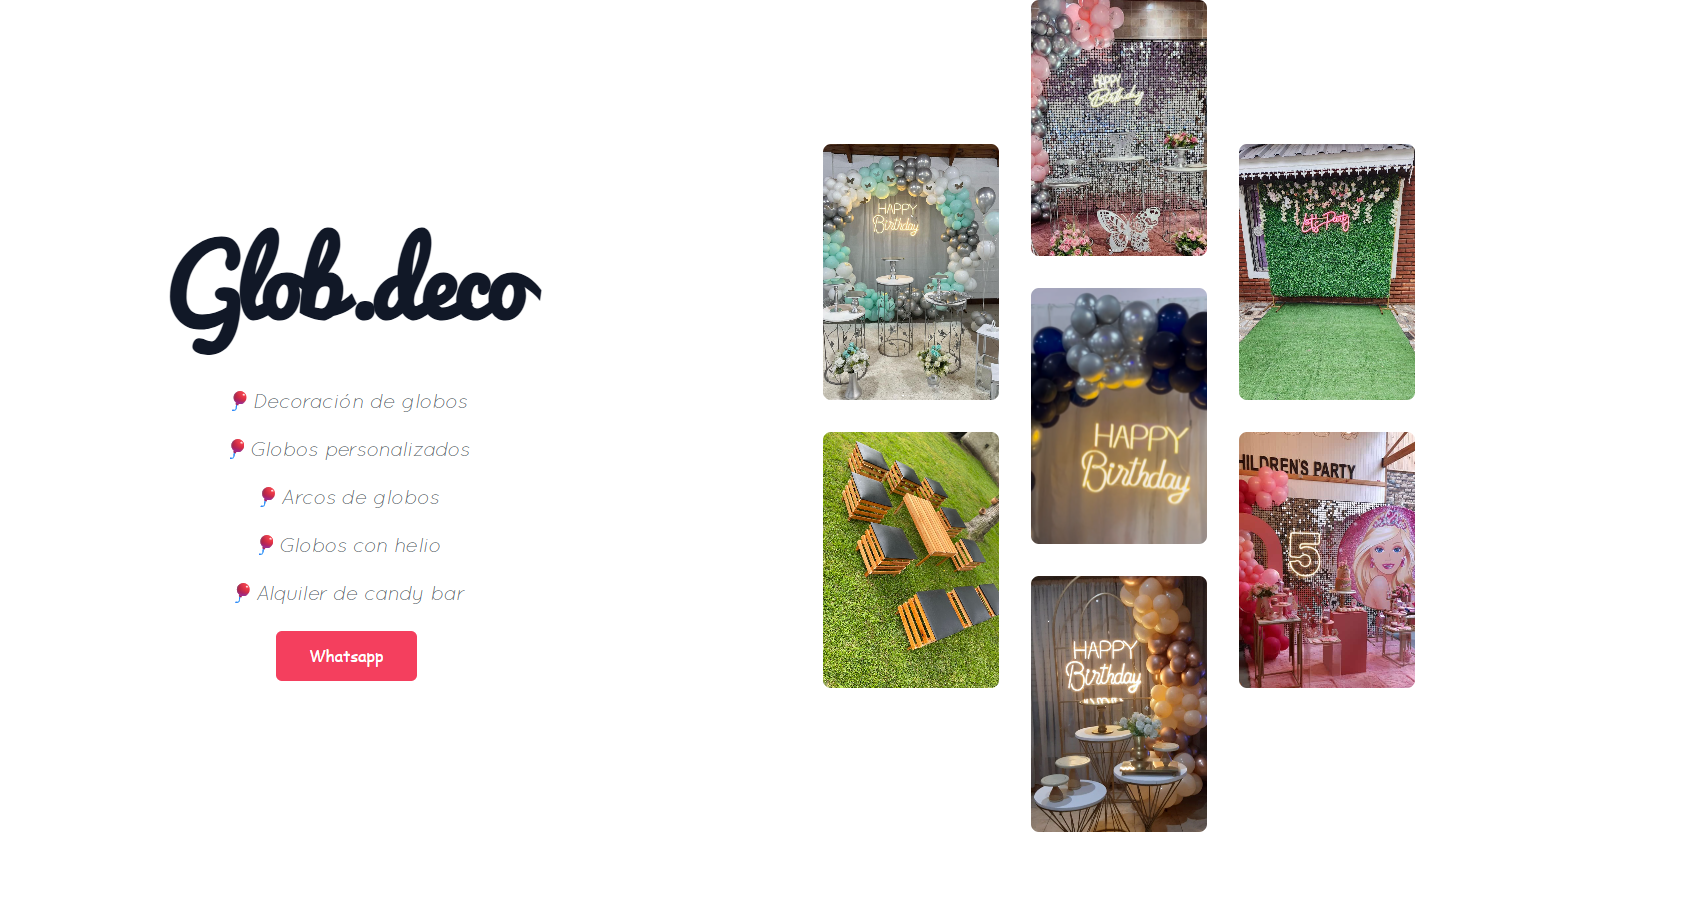 Glob.deco
Decoración de globos
Globos personalizados
Arcos de globos
Globos con helio
Alquiler de candy bar
Whatsapp
HAPPY
Birthday
HAPPY
Birthday
Let's Party
HAPPY
Birthday
HILDREN'S PARTY
5
HAPPY
Birthday